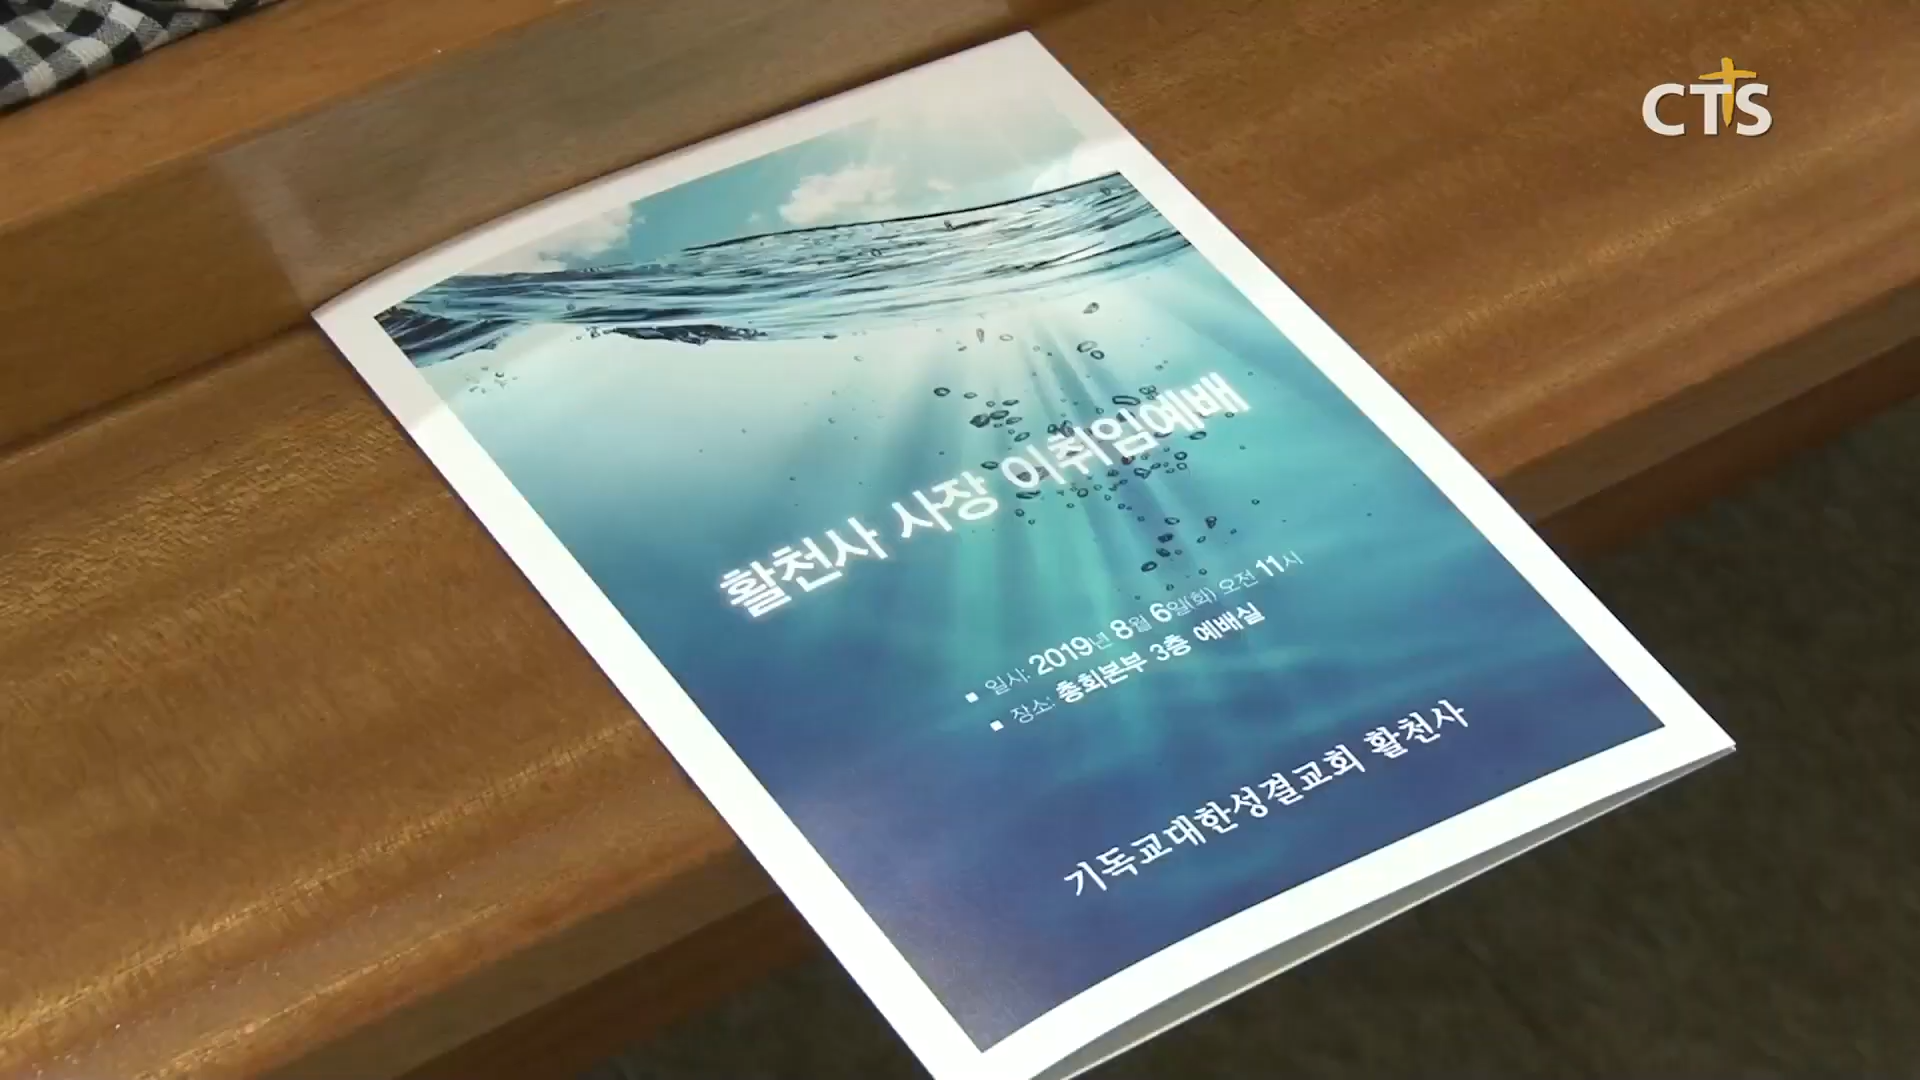 CTS
활천사 사장 이취임예배
■ 일시: 2019년 8월 6일(화) 오전 11시
■ 장소: 총회본부 3층 예배실
기독교대한성결교회 활천사